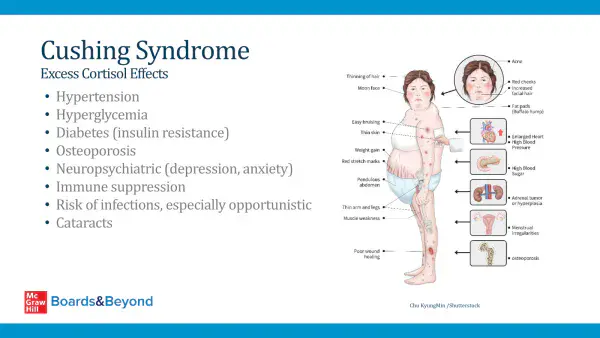 Cushing Syndrome
Excess Cortisol Effects
• Hypertension
• Hyperglycemia
• Diabetes (insulin resistance)
• Osteoporosis
• Neuropsychiatric (depression, anxiety)
• Immune suppression
• Risk of infections, especially opportunistic
• Cataracts
Thinning of hair
Moon face
Easy bruising
Thin skin
Weight gain
Red stretch marks
Pendulous
abdomen
Thin arm and legs
Muscle weakness
Poor wound
healing
Acne
Red cheeks
Increased
facial hair
Fat pads
(Buffalo hump)
Enlarged Heart
High Blood
Pressure
High Blood
Sugar
Adrenal tumor
or hyperplasia
Menstrual
irregularities
osteoporosis
Chu KyungMin /Shutterstock
Mc
Graw
Hill
Boards&Beyond